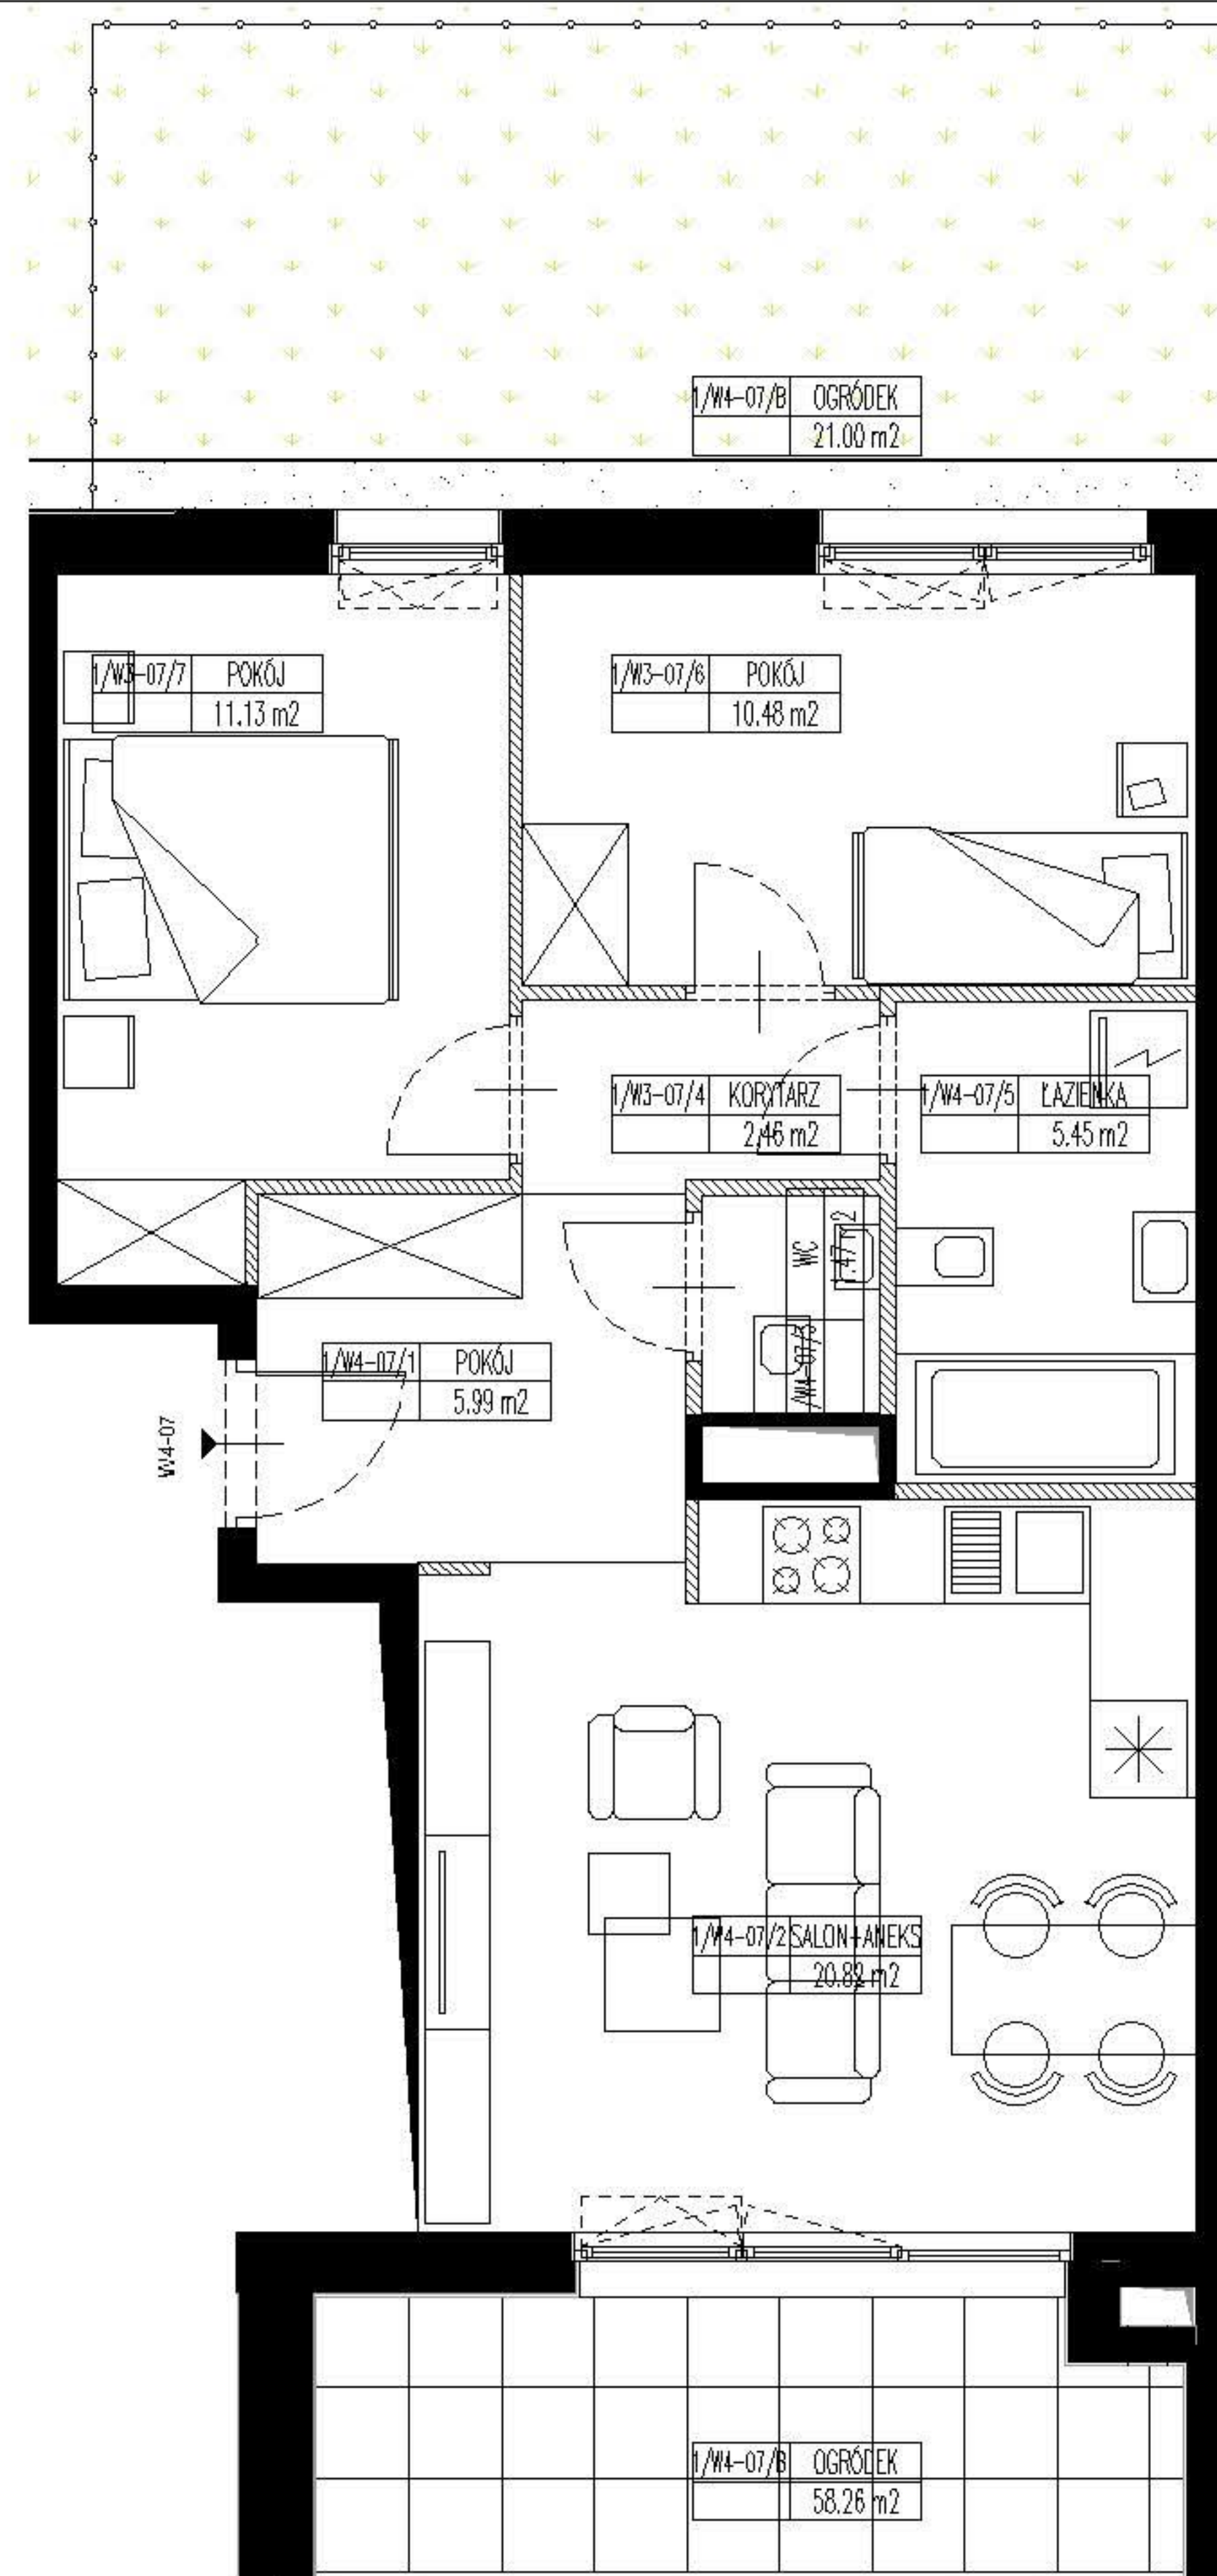 1/W4-07/B OGRÓDEK
21.00 m2
1/W3-07/7 POKÓJ
11.13 m2
1/W3-07/6 POKÓJ
10.48 m2
1/W3-07/4 KORYTARZ
2.46 m2
1/W4-07/5 ŁAZIENKA
5.45 m2
/W4-07/3 WC
1.47 m2
1/W4-07/1 POKÓJ
5.99 m2
W4-07
1/W4-07/2 SALON+ANEKS
20.82 m2
1/W4-07/B OGRÓDEK
58.26 m2